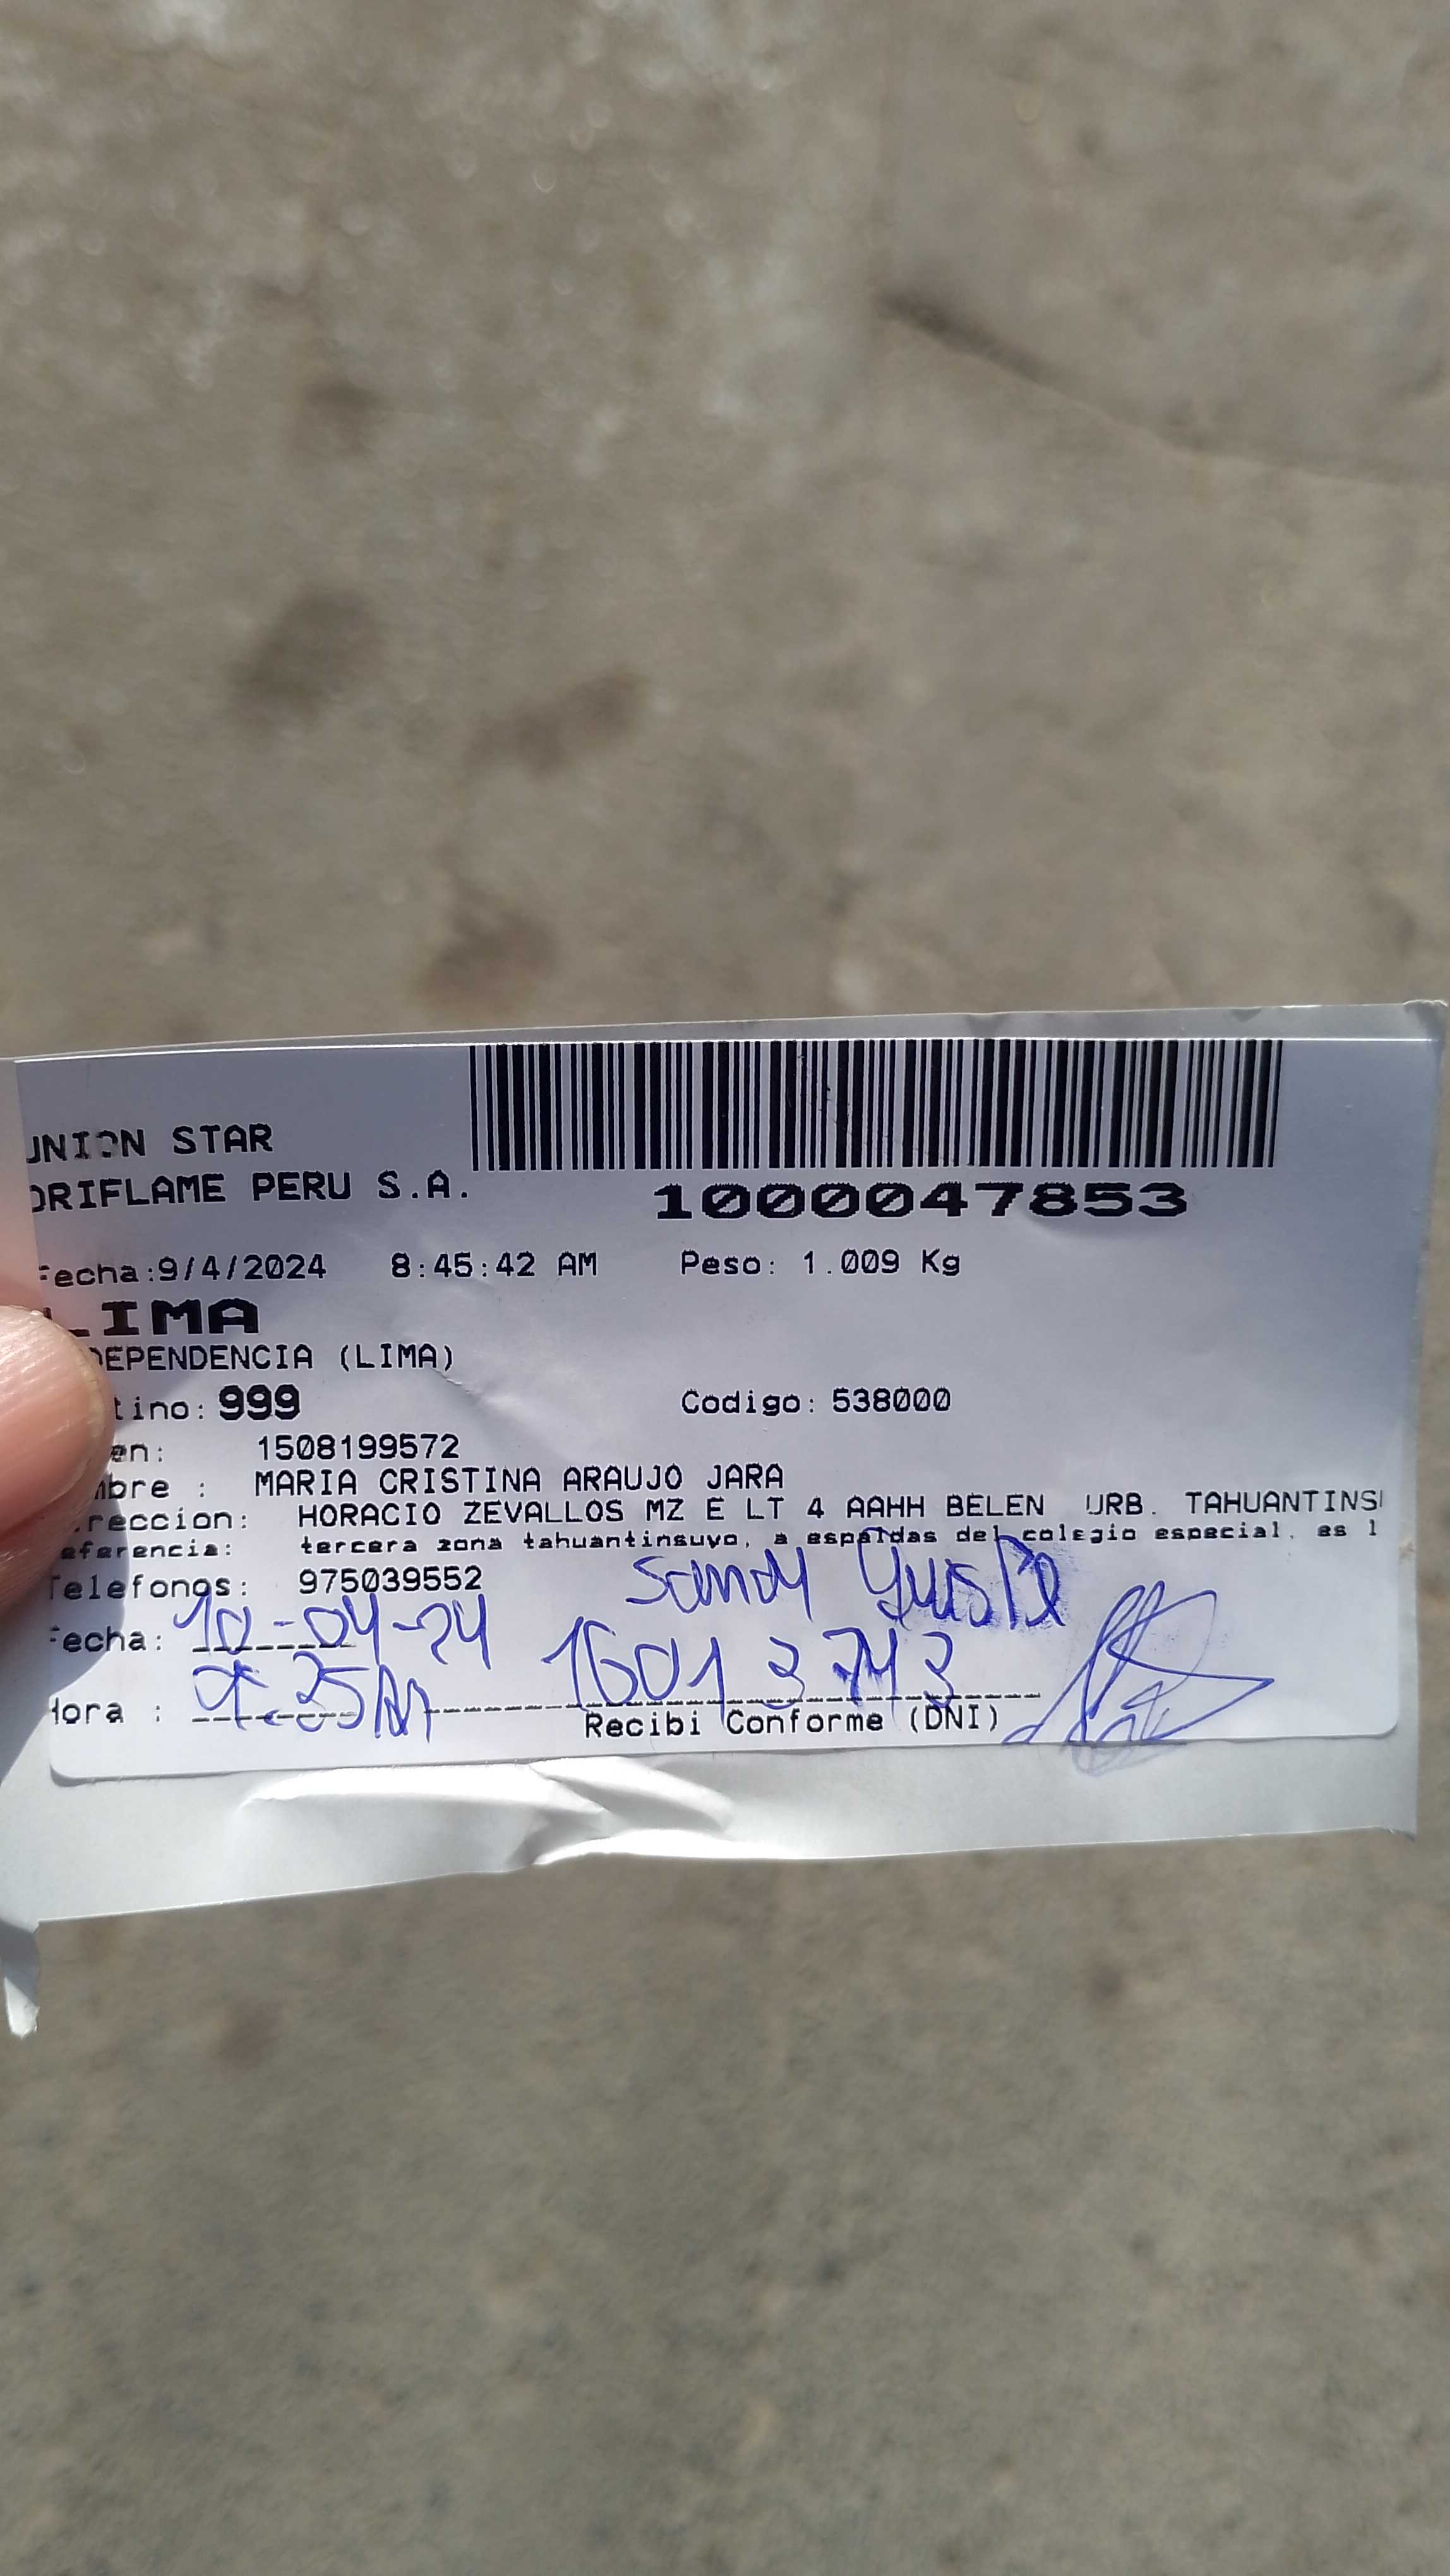 UNION STAR
ORIFLAME PERU S.A.
1000047853
Fecha:9/4/2024 8:45:42 AM Peso: 1.009 Kg
LIMA
DEPENDENCIA (LIMA)
tino: 999 Codigo: 538000
en: 1508199572
mbre : MARIA CRISTINA ARAUJO JARA
reccion: HORACIO ZEVALLOS MZ E LT 4 AAHH BELEN URB. TAHUANTINS
eferencia: tercera zona tahuantinsuyo, a espaldas del colegio especial, es l
Telefonos: 975039552
Sandy
Fecha: 10-04-24 16013743
Hora :
Recibi Conforme (DNI)